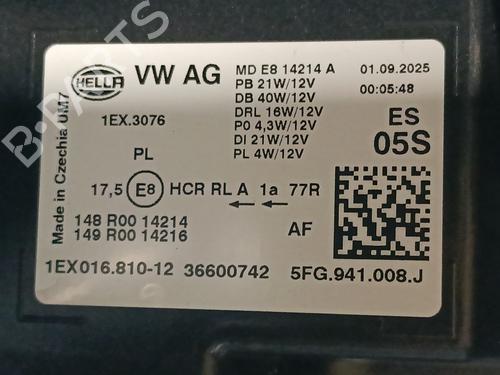 HELLA
VW AG
MD E8 14214 A
PB 21W/12V
DB 40W/12V
DRL 16W/12V
PO 4,3W/12V
DI 21W/12V
PL 4W/12V
01.09.2025
00:05:48
ES
05S
Made in Czechia UM7
1EX.3076
PL
17,5 E8 HCR RL A 1a 77R
148 R00 14214
149 R00 14216
AF
1EX016.810-12 36600742 5FG.941.008.J
B-PARTS